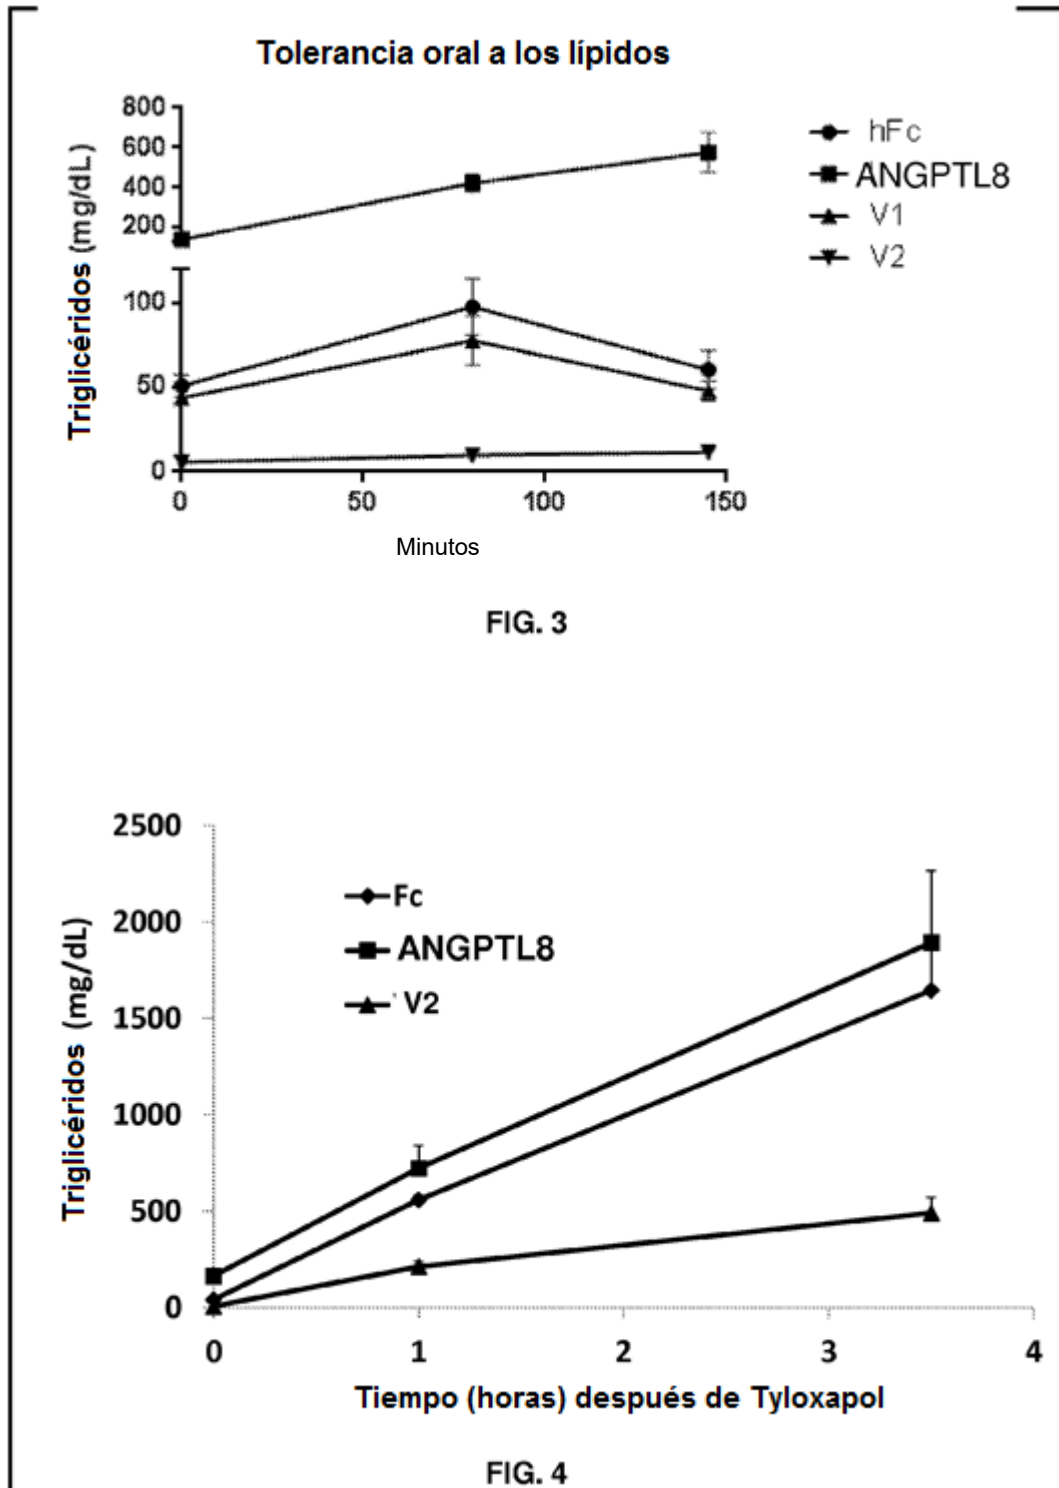 Tolerancia oral a los lípidos
Triglicéridos (mg/dL)
800
600
400
200
100
50
0
0 50 100 150
Minutos
hFc
ANGPTL8
V1
V2
FIG. 3
Triglicéridos (mg/dL)
2500
2000
1500
1000
500
0
Fc
ANGPTL8
V2
0 1 2 3 4
Tiempo (horas) después de Tyloxapol
FIG. 4